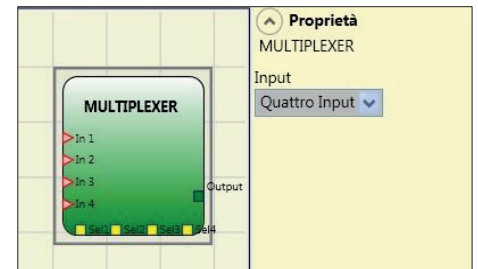 MULTIPLEXER
In 1
In 2
In 3
In 4
Output
Sel1 Sel2 Sel3 Sel4
Proprietà
MULTIPLEXER
Input
Quattro Input